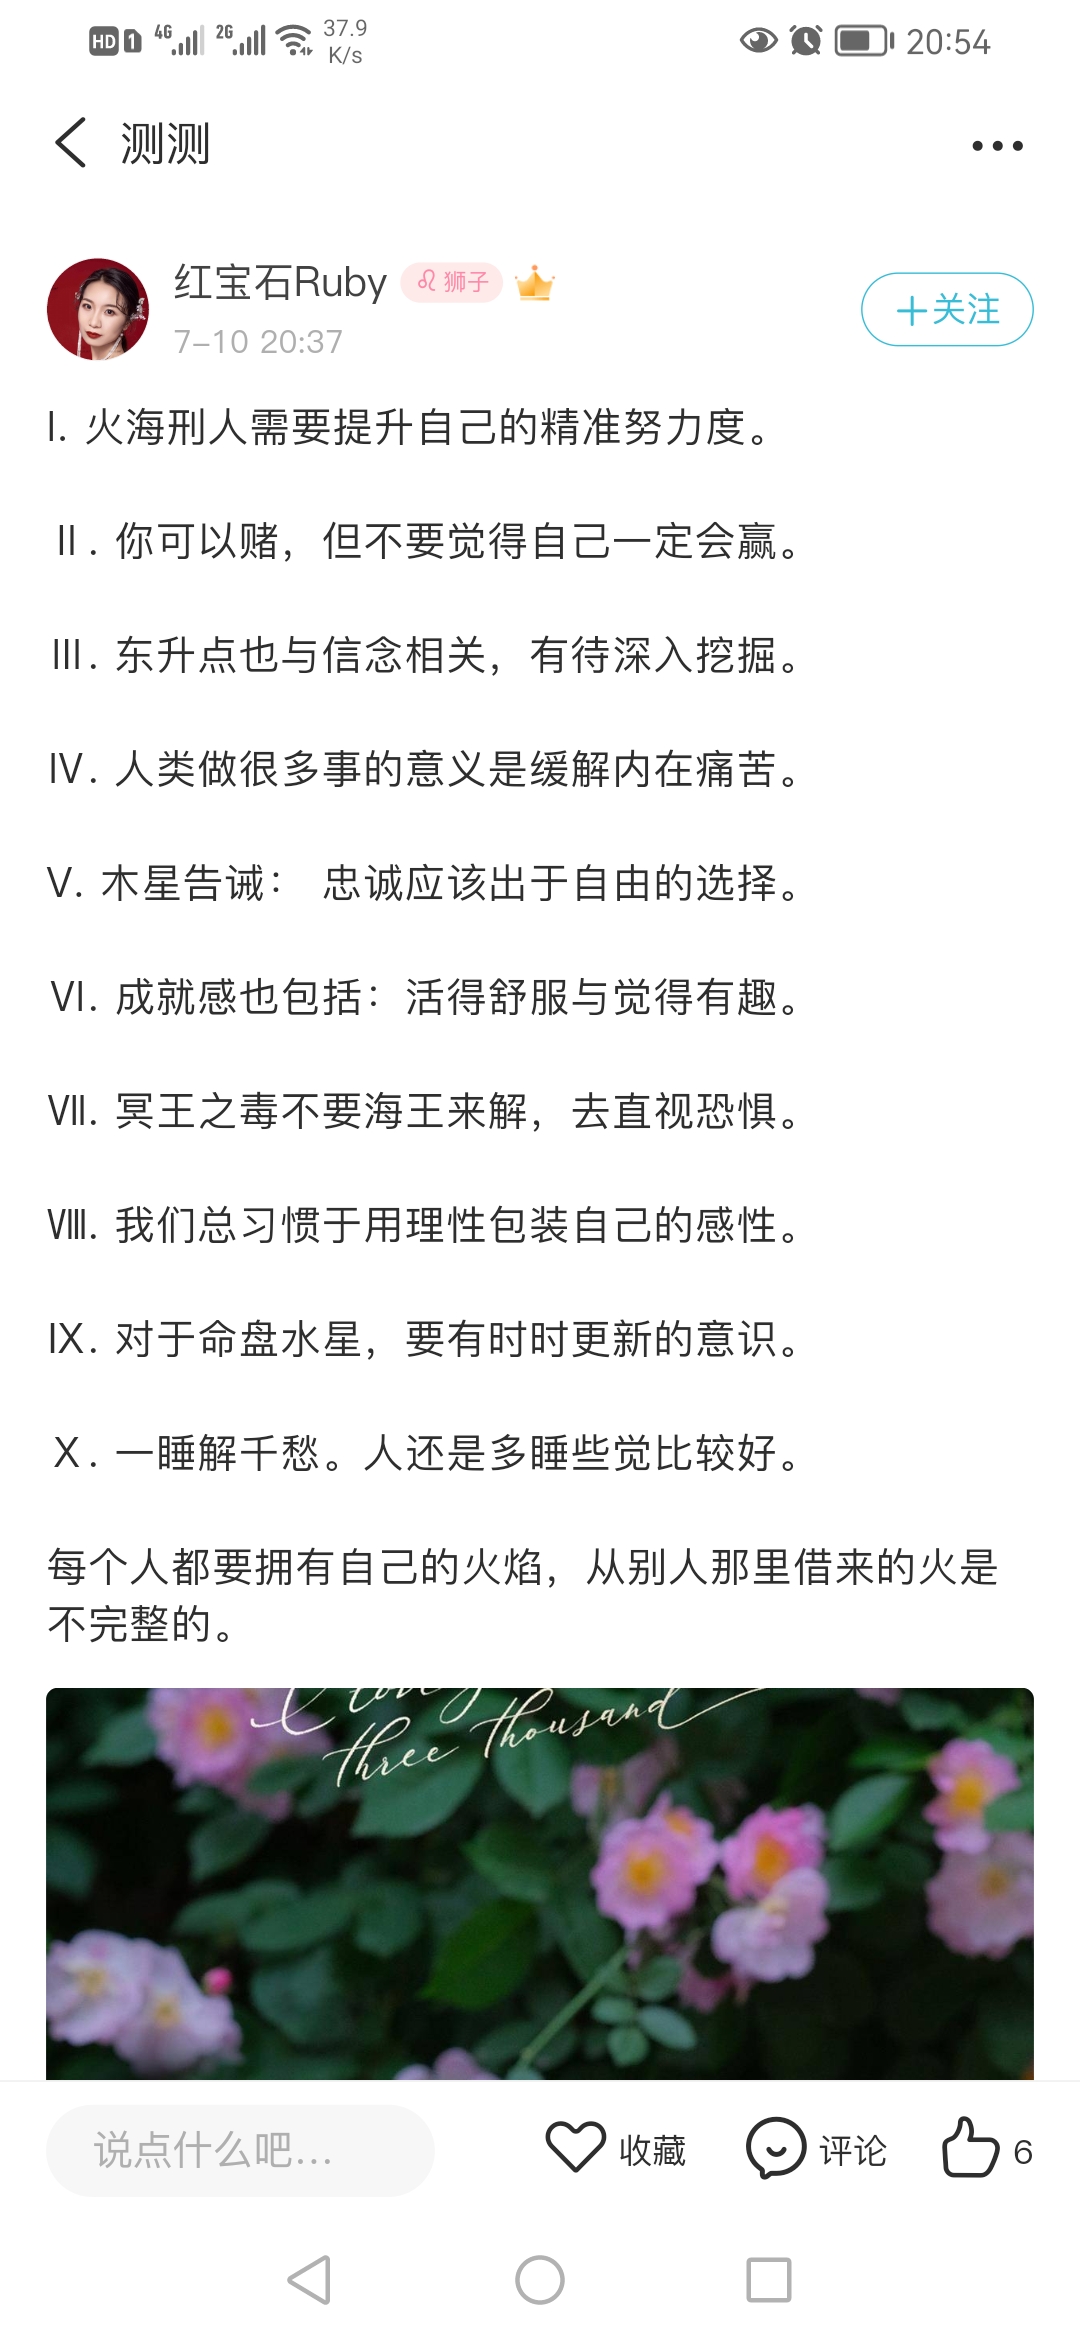 HD 1 4G 2G 37.9 K/s 20:54
测测
红宝石Ruby 狮子
7-10 20:37
+关注
I. 火海刑人需要提升自己的精准努力度。
II. 你可以赌，但不要觉得自己一定会赢。
III. 东升点也与信念相关，有待深入挖掘。
IV. 人类做很多事的意义是缓解内在痛苦。
V. 木星告诫： 忠诚应该出于自由的选择。
VI. 成就感也包括：活得舒服与觉得有趣。
VII. 冥王之毒不要海王来解，去直视恐惧。
VIII. 我们总习惯于用理性包装自己的感性。
IX. 对于命盘水星，要有时时更新的意识。
X. 一睡解千愁。人还是多睡些觉比较好。
每个人都要拥有自己的火焰，从别人那里借来的火是
不完整的。
three thousand
说点什么吧... 收藏 评论 6